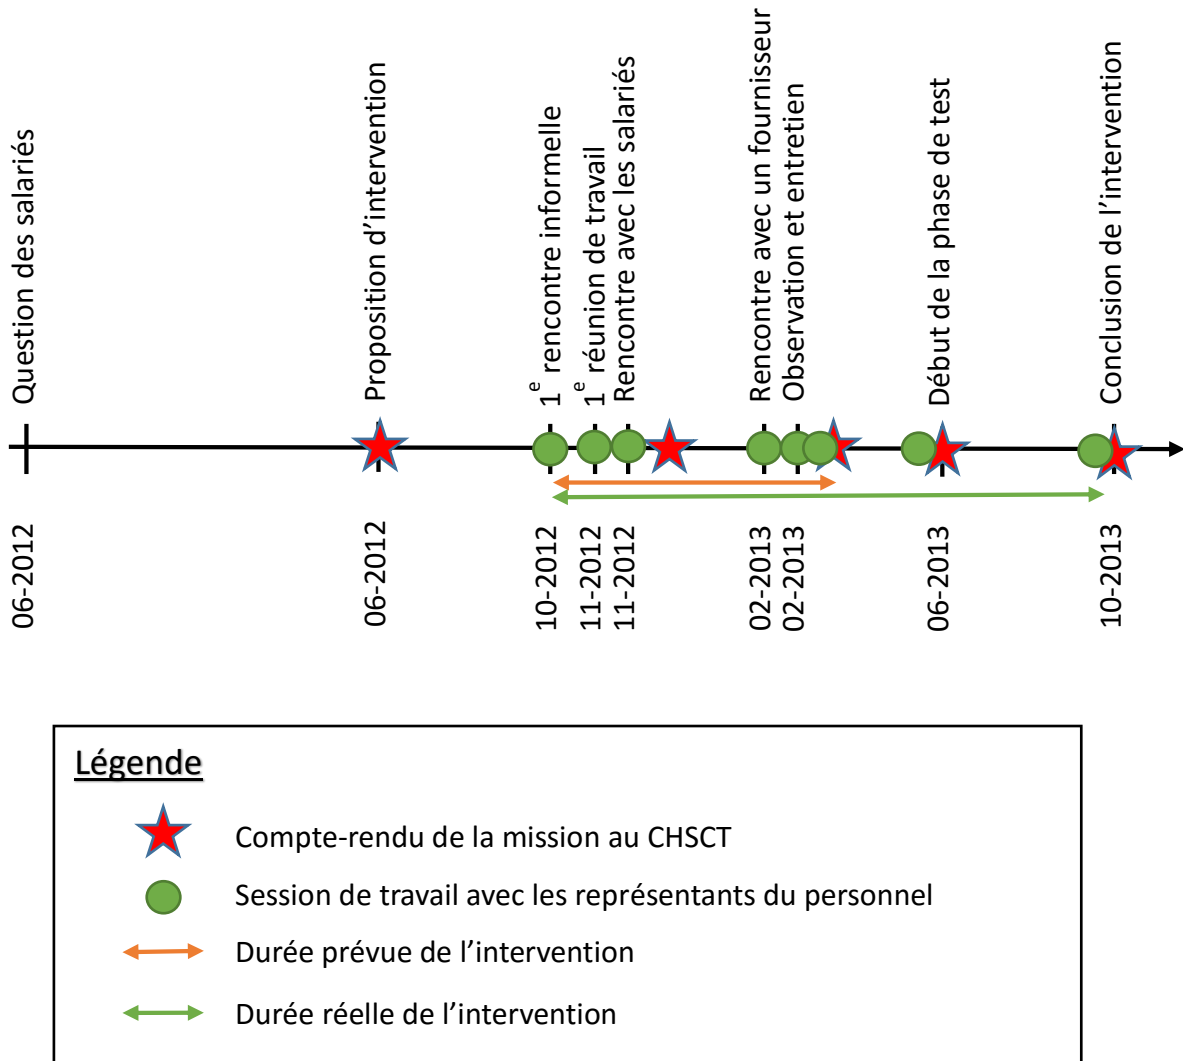 Question des salariés
Proposition d’intervention
1e rencontre informelle
1e réunion de travail
Rencontre avec les salariés
Rencontre avec un fournisseur
Observation et entretien
Début de la phase de test
Conclusion de l’intervention
06-2012
06-2012
10-2012
11-2012
11-2012
02-2013
02-2013
06-2013
10-2013
Légende
Compte-rendu de la mission au CHSCT
Session de travail avec les représentants du personnel
Durée prévue de l’intervention
Durée réelle de l’intervention